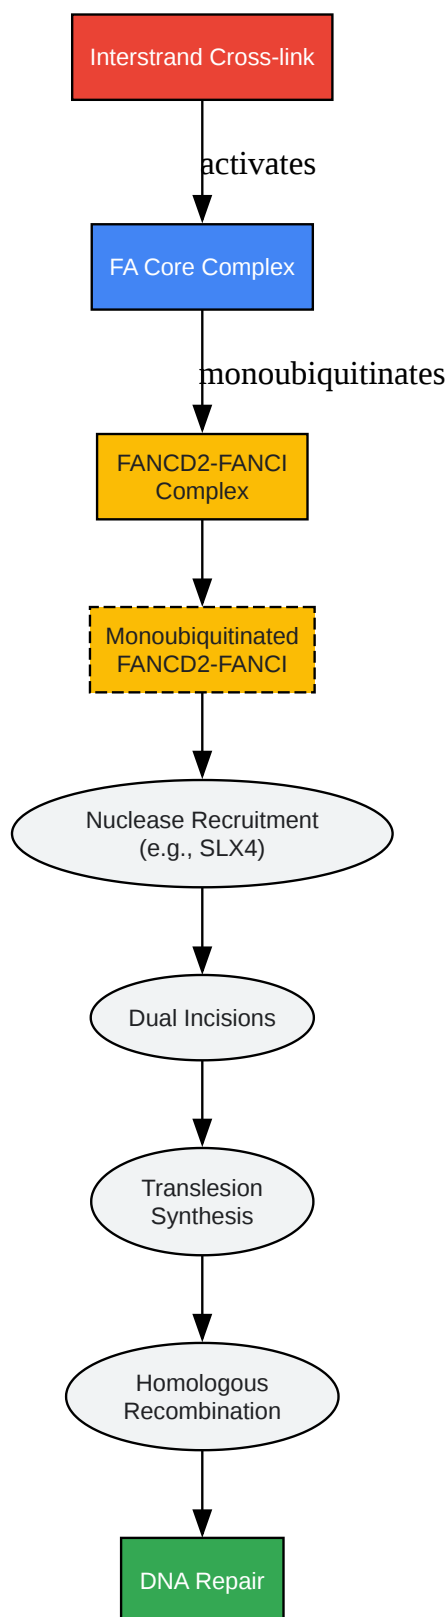 Interstrand Cross-link
activates
FA Core Complex
monoubiquitinates
FANCD2-FANCI
Complex
Monoubiquitinated
FANCD2-FANCI
Nuclease Recruitment
(e.g., SLX4)
Dual Incisions
Translesion
Synthesis
Homologous
Recombination
DNA Repair